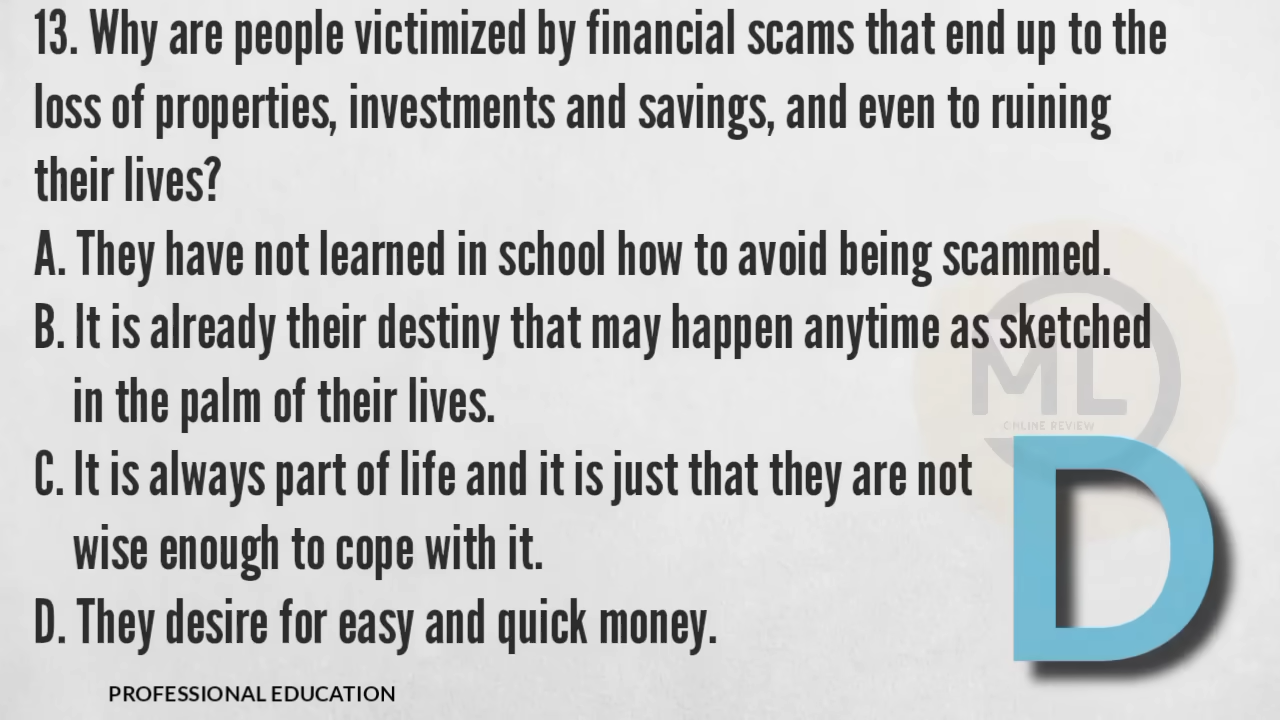 13. Why are people victimized by financial scams that end up to the
loss of properties, investments and savings, and even to ruining
their lives?
A. They have not learned in school how to avoid being scammed.
B. It is already their destiny that may happen anytime as sketched
in the palm of their lives.
C. It is always part of life and it is just that they are not
wise enough to cope with it.
D. They desire for easy and quick money.
ML
ONLINE REVIEW
D
PROFESSIONAL EDUCATION